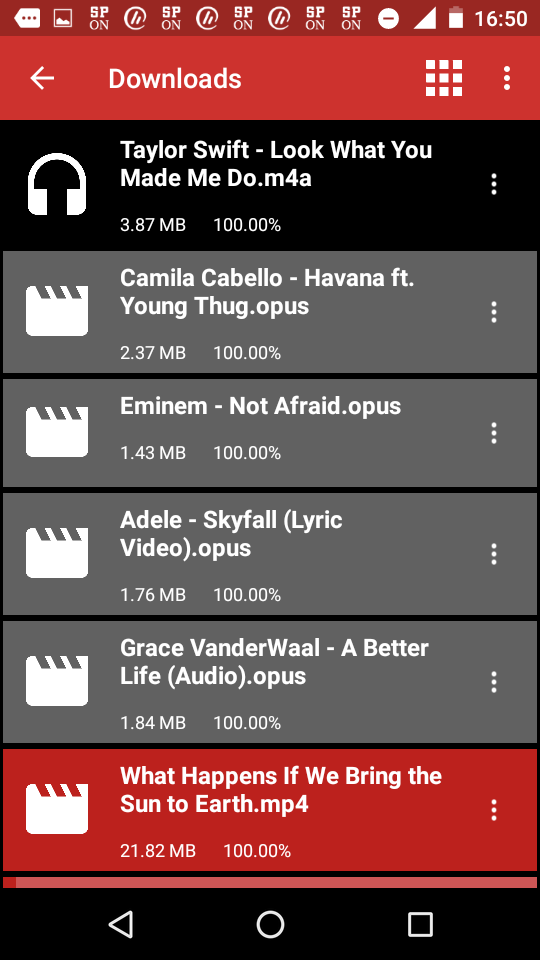 SP ON SP ON SP ON SP ON SP ON 16:50
Downloads
Taylor Swift - Look What You
Made Me Do.m4a
3.87 MB 100.00%
Camila Cabello - Havana ft.
Young Thug.opus
2.37 MB 100.00%
Eminem - Not Afraid.opus
1.43 MB 100.00%
Adele - Skyfall (Lyric
Video).opus
1.76 MB 100.00%
Grace VanderWaal - A Better
Life (Audio).opus
1.84 MB 100.00%
What Happens If We Bring the
Sun to Earth.mp4
21.82 MB 100.00%